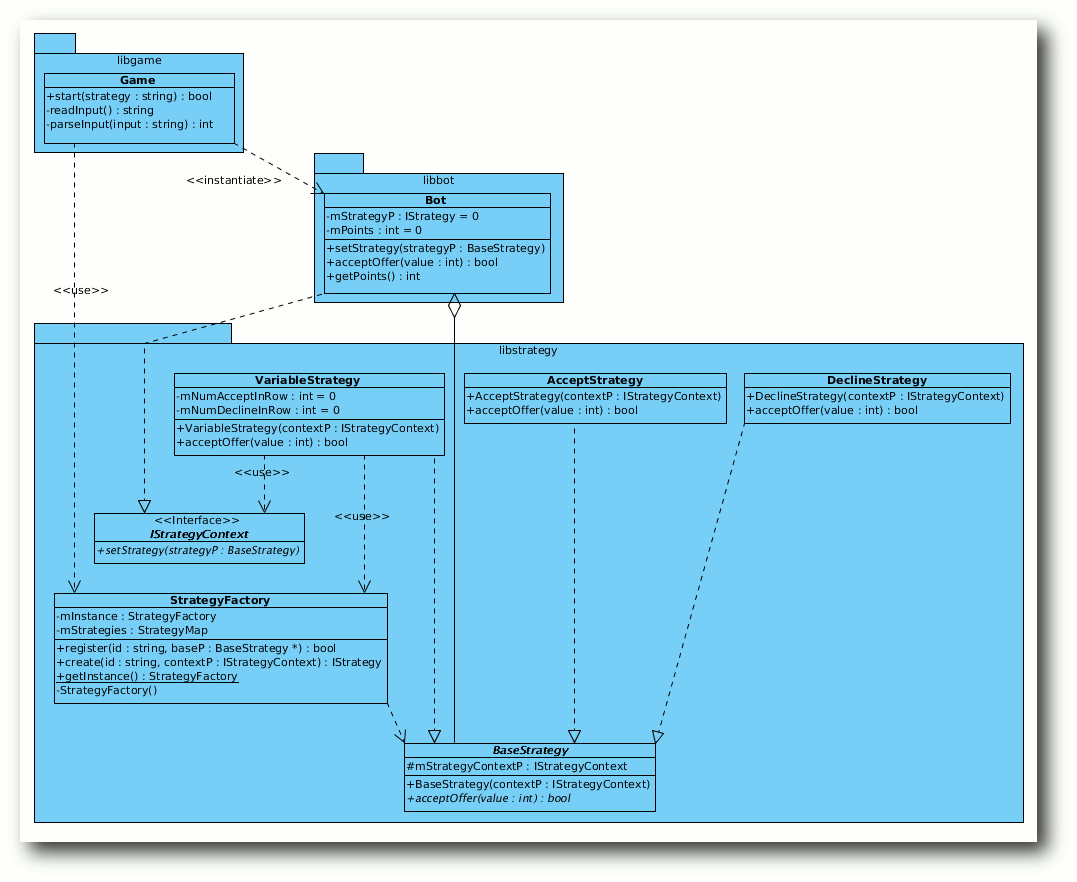 libgame
Game
+start(strategy : string) : bool
-readInput() : string
-parseInput(input : string) : int
<<instantiate>>
libbot
Bot
-mStrategyP : IStrategy = 0
-mPoints : int = 0
+setStrategy(strategyP : BaseStrategy)
+acceptOffer(value : int) : bool
+getPoints() : int
<<use>>
libstrategy
VariableStrategy
-mNumAcceptInRow : int = 0
-mNumDeclineInRow : int = 0
+VariableStrategy(contextP : IStrategyContext)
+acceptOffer(value : int) : bool
AcceptStrategy
+AcceptStrategy(contextP : IStrategyContext)
+acceptOffer(value : int) : bool
DeclineStrategy
+DeclineStrategy(contextP : IStrategyContext)
+acceptOffer(value : int) : bool
<<use>>
<<use>>
<<Interface>>
IStrategyContext
+setStrategy(strategyP : BaseStrategy)
StrategyFactory
-mInstance : StrategyFactory
-mStrategies : StrategyMap
+register(id : string, baseP : BaseStrategy *) : bool
+create(id : string, contextP : IStrategyContext) : IStrategy
+getInstance() : StrategyFactory
-StrategyFactory()
BaseStrategy
#mStrategyContextP : IStrategyContext
+BaseStrategy(contextP : IStrategyContext)
+acceptOffer(value : int) : bool